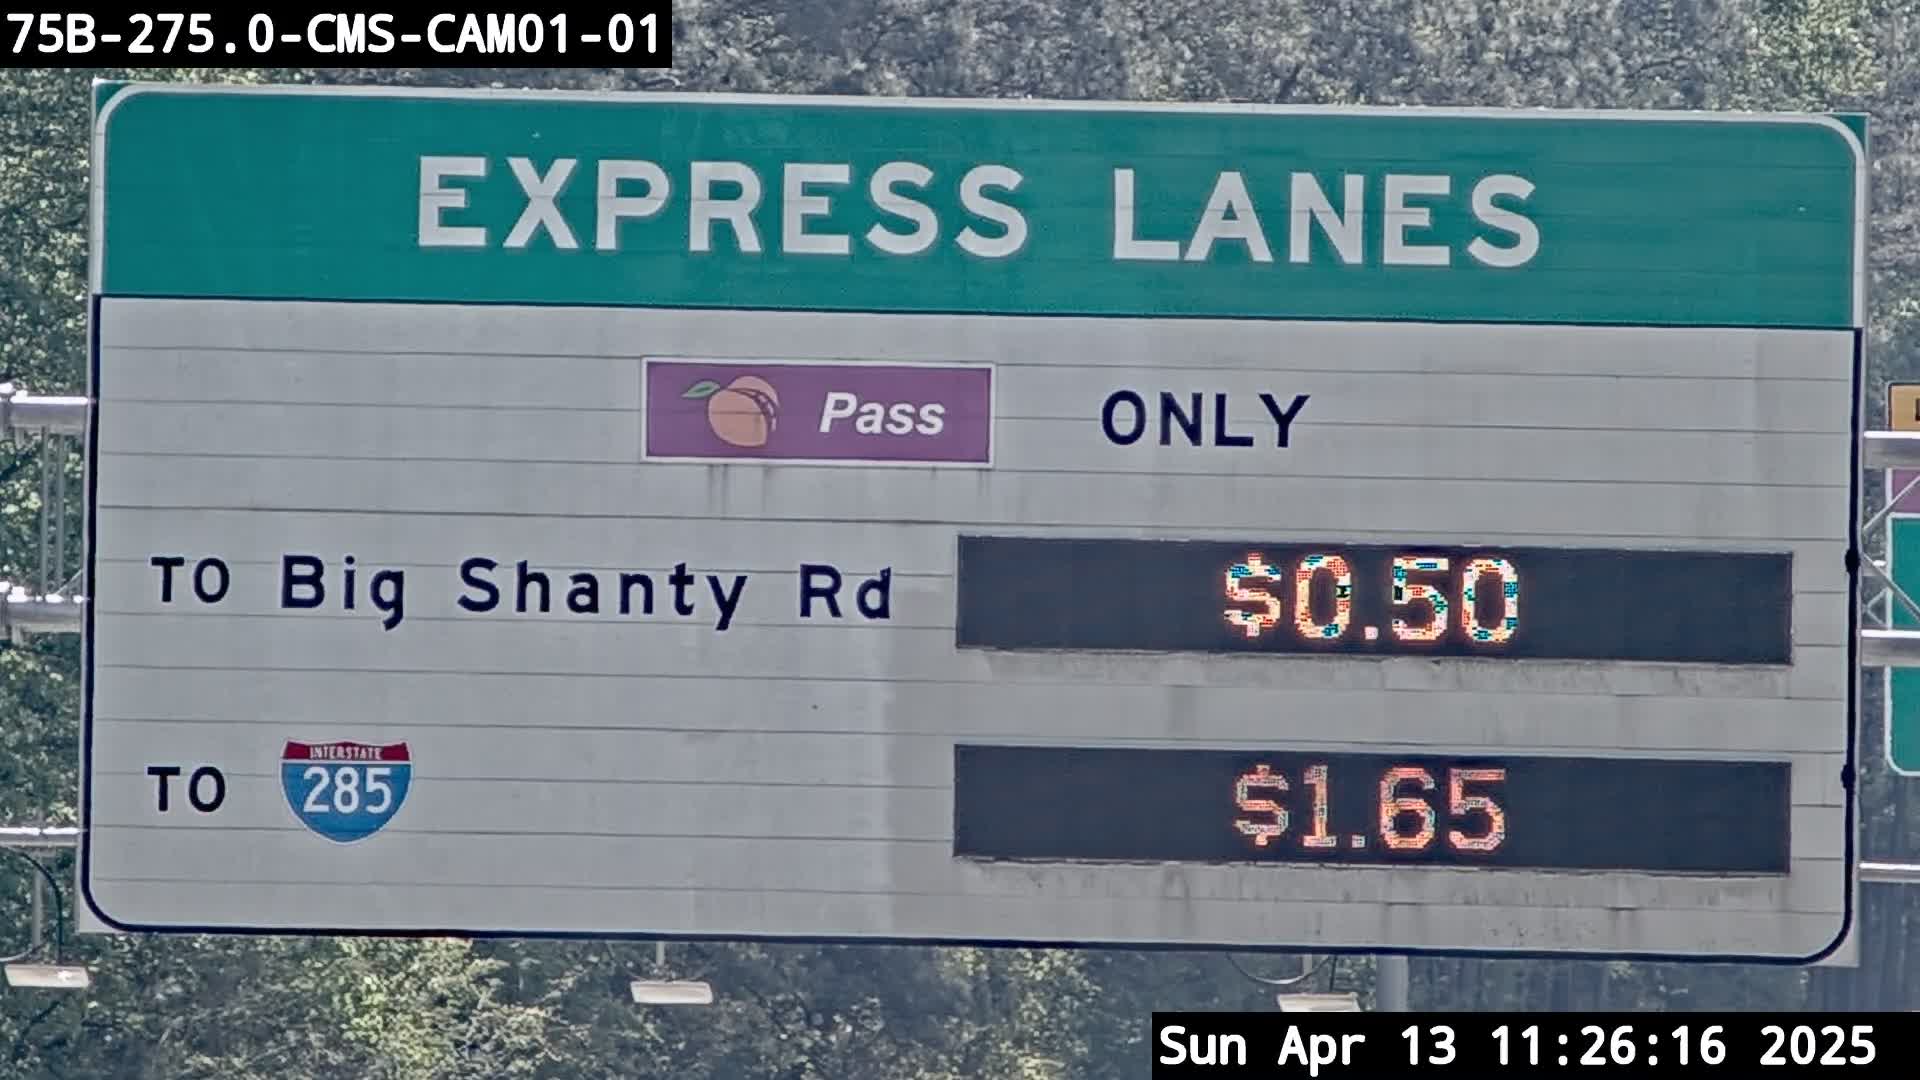 75B-275.0-CMS-CAM01-01
EXPRESS LANES
Pass ONLY
TO Big Shanty Rd $0.50
INTERSTATE
TO 285 $1.65
Sun Apr 13 11:26:16 2025